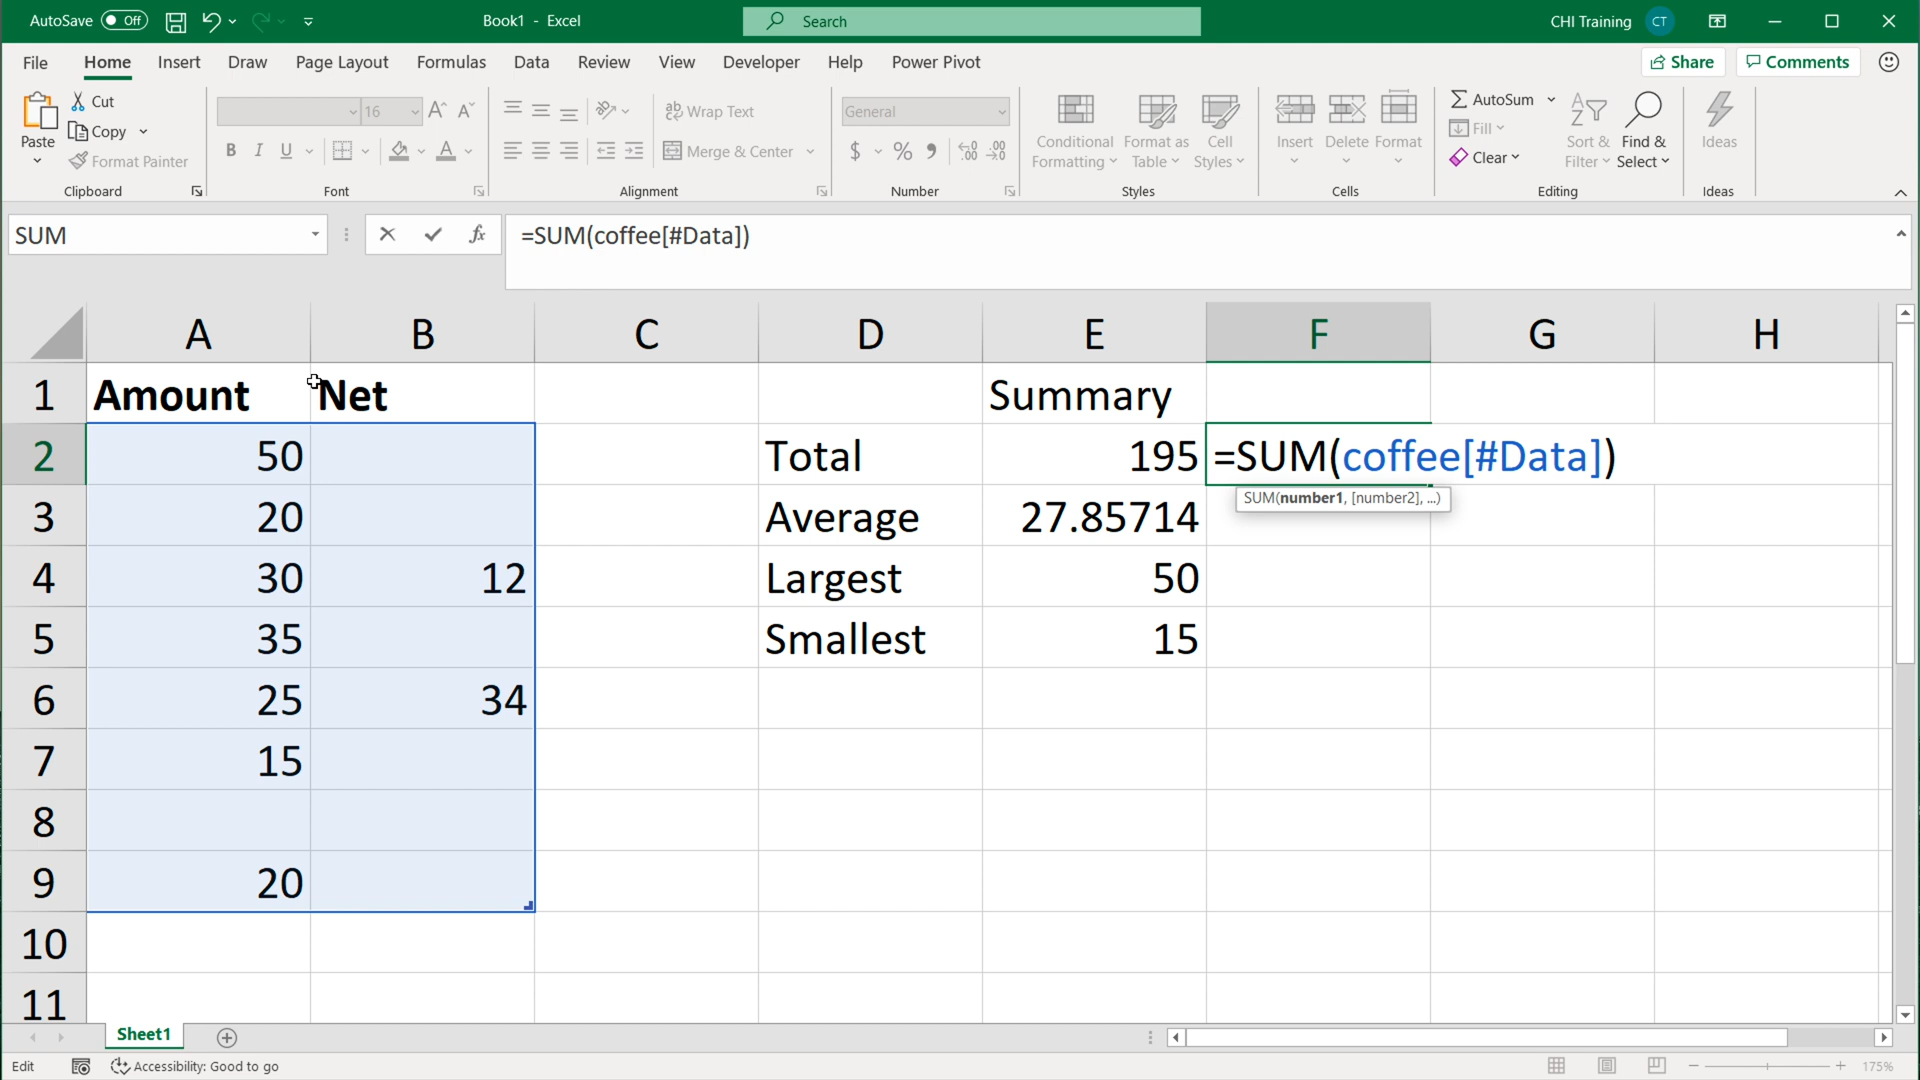 AutoSave Off Book1 - Excel Search CHI Training CT
File Home Insert Draw Page Layout Formulas Data Review View Developer Help Power Pivot Share Comments
Paste Cut Copy Format Painter Clipboard
16 B I U A Font
Wrap Text Merge & Center Alignment
General $ % Number
Conditional Formatting Format as Table Cell Styles Styles
Insert Delete Format Cells
AutoSum Fill Clear Sort & Filter Find & Select Editing
Ideas Ideas
SUM fx =SUM(coffee[#Data])
A B C D E F G H
1 Amount Net Summary
2 50 Total 195 =SUM(coffee[#Data])
SUM(number1, [number2], ...)
3 20 Average 27.85714
4 30 12 Largest 50
5 35 Smallest 15
6 25 34
7 15
8
9 20
10
11
Sheet1
Edit Accessibility: Good to go 175%